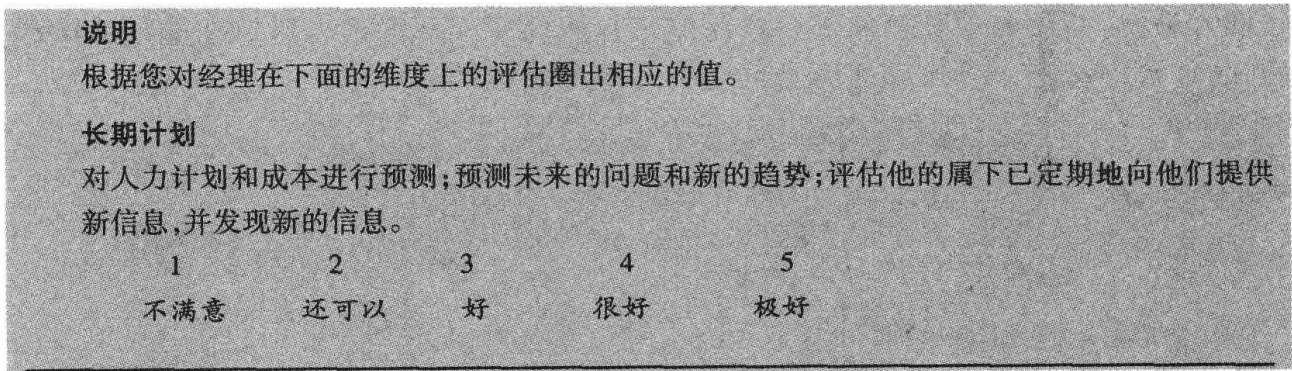 说明
根据您对经理在下面的维度上的评估圈出相应的值。
长期计划
对人力计划和成本进行预测;预测未来的问题和新的趋势;评估他的属下已定期地向他们提供
新信息,并发现新的信息。
1 2 3 4 5
不满意 还可以 好 很好 极好